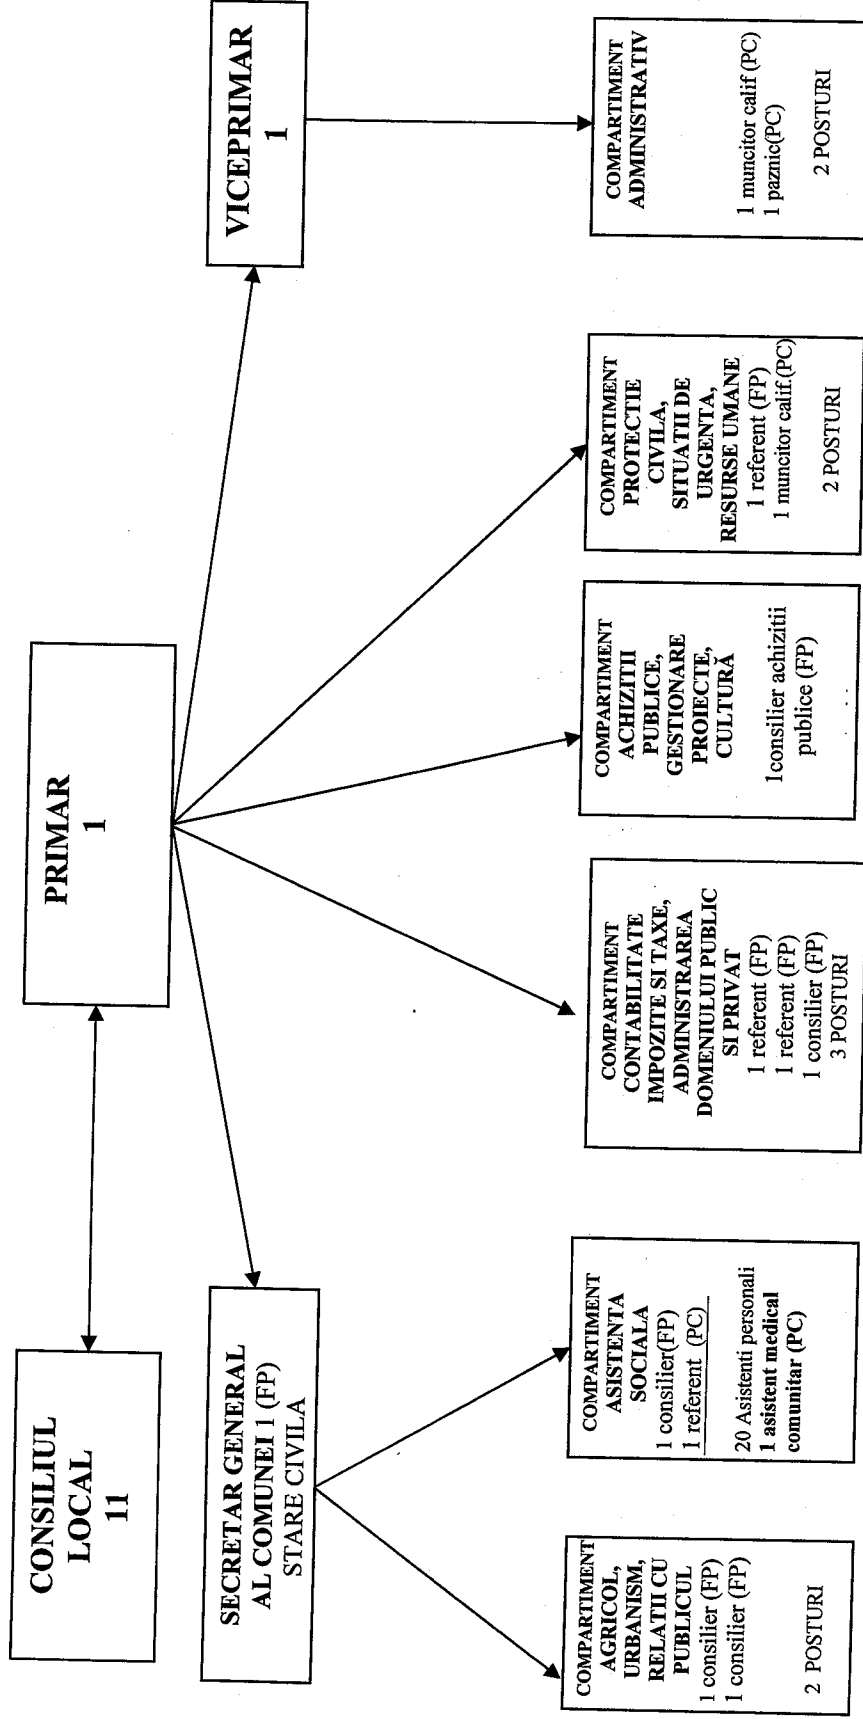 CONSILIUL
LOCAL
11
PRIMAR
1
SECRETAR GENERAL
AL COMUNEI 1 (FP)
STARE CIVILA
VICEPRIMAR
1
COMPARTIMENT
AGRICOL,
URBANISM,
RELATII CU
PUBLICUL
1 consilier (FP)
1 consilier (FP)
2 POSTURI
COMPARTIMENT
ASISTENTA
SOCIALA
1 consilier(FP)
1 referent (PC)
20 Asistenti personali
1 asistent medical
comunitar (PC)
COMPARTIMENT
CONTABILITATE
IMPOZITE SI TAXE,
ADMINISTRAREA
DOMENIULUI PUBLIC
SI PRIVAT
1 referent (FP)
1 referent (FP)
1 consilier (FP)
3 POSTURI
COMPARTIMENT
ACHIZITII
PUBLICE,
GESTIONARE
PROIECTE,
CULTURĂ
1consilier achizitii
publice (FP)
COMPARTIMENT
PROTECTIE
CIVILA,
SITUATII DE
URGENTA,
RESURSE UMANE
1 referent (FP)
1 muncitor calif.(PC)
2 POSTURI
COMPARTIMENT
ADMINISTRATIV
1 muncitor calif (PC)
1 paznic(PC)
2 POSTURI